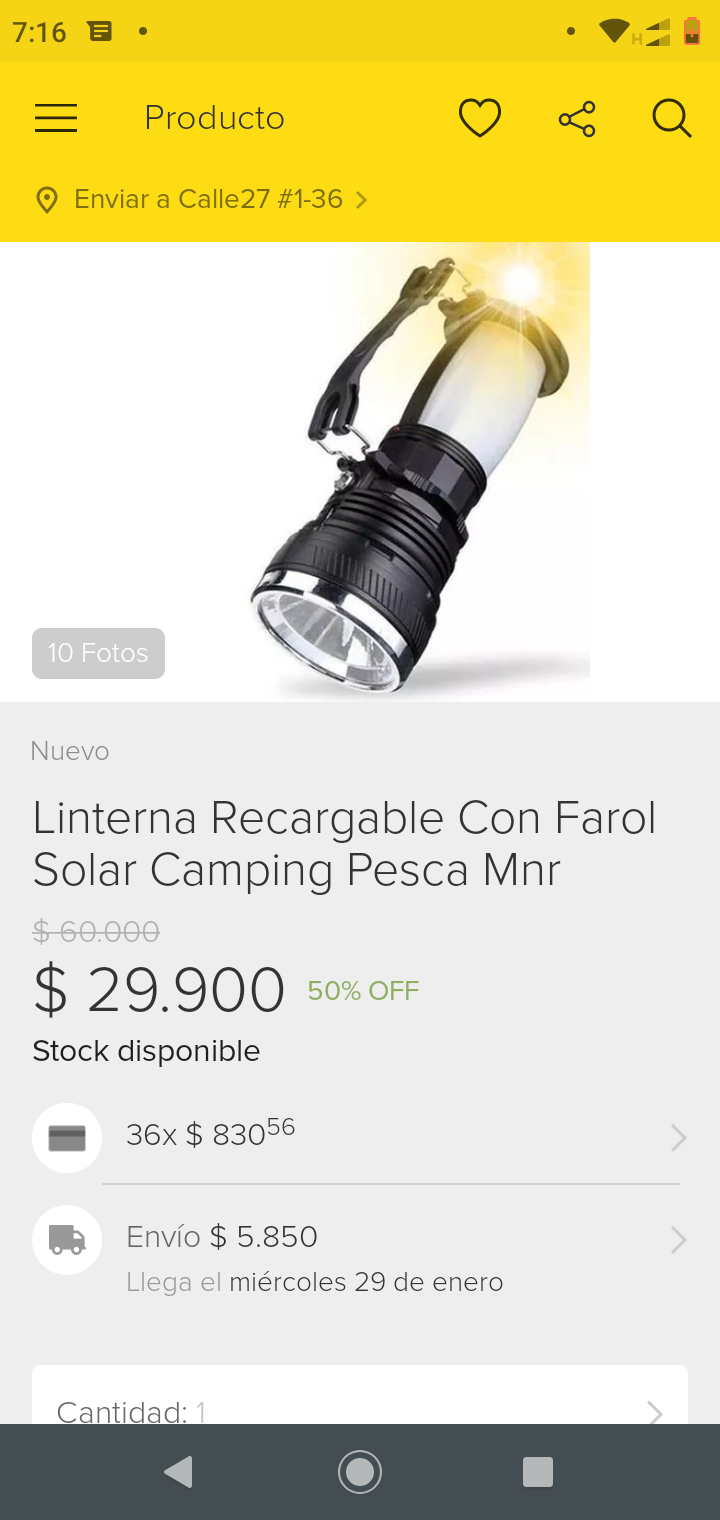 7:16
H
Producto
Enviar a Calle27 #1-36
10 Fotos
Nuevo
Linterna Recargable Con Farol
Solar Camping Pesca Mnr
$ 60.000
$ 29.900 50% OFF
Stock disponible
36x $ 830⁵⁶
Envío $ 5.850
Llega el miércoles 29 de enero
Cantidad: 1